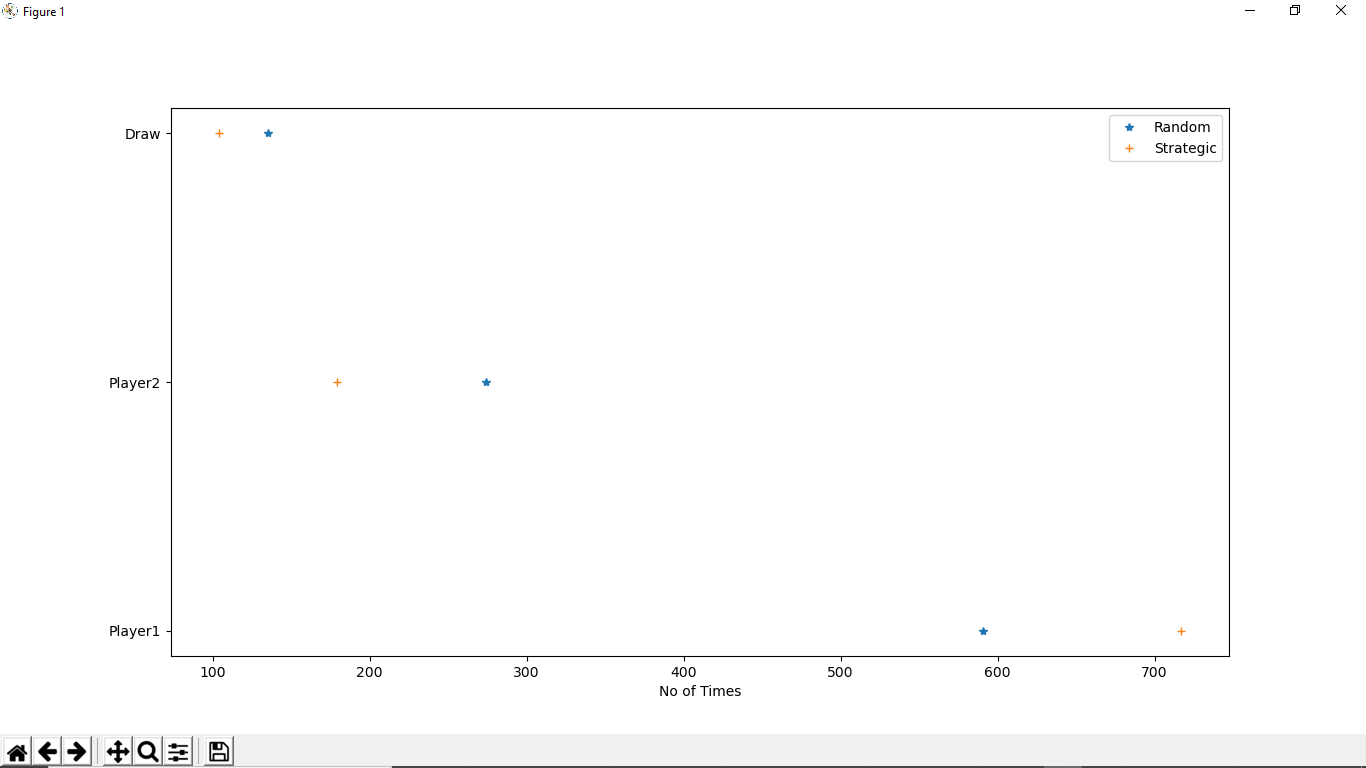 Figure 1
Draw
Player2
Player1
Random
Strategic
100 200 300 400 500 600 700
No of Times